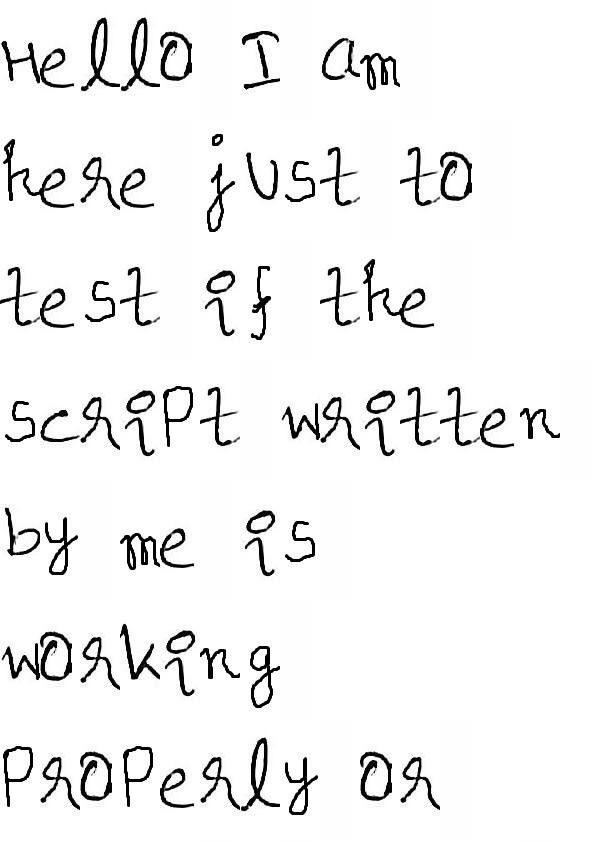 Hello I am
here just to
test if the
script written
by me is
working
properly or